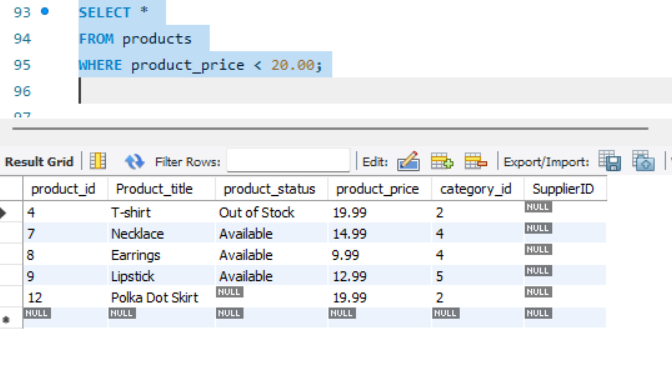 93 SELECT *
94 FROM products
95 WHERE product_price < 20.00;
96
97
Result Grid Filter Rows: Edit: Export/Import:
product_id Product_title product_status product_price category_id SupplierID
4 T-shirt Out of Stock 19.99 2 NULL
7 Necklace Available 14.99 4 NULL
8 Earrings Available 9.99 4 NULL
9 Lipstick Available 12.99 5 NULL
12 Polka Dot Skirt NULL 19.99 2 NULL
NULL NULL NULL NULL NULL NULL